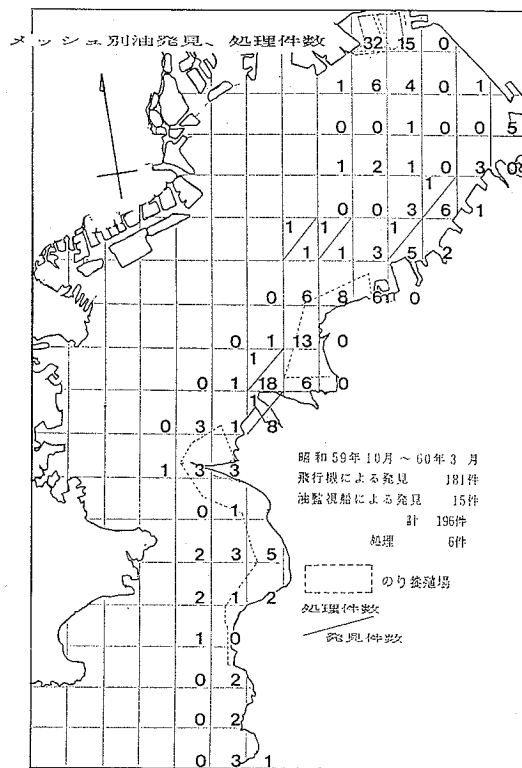 メッシュ別油発見、処理件数
32 15 0
1 6 4 0 1
0 0 1 0 0 5
1 2 1 0 3 0
1
0 0 3 6 1
1 1 1
1 1 3 5 2
0 6 8 6 0
0 1 13 0
1
0 1 18 6 0
1
0 3 1 8
1 3 3
0 1
2 3 5
2 1 2
1 0
0 2
0 2
0 3 1
昭和59年10月～60年3月
飛行機による発見 181件
油監視船による発見 15件
計 196件
処理 6件
のり養殖場
処理件数
発見件数